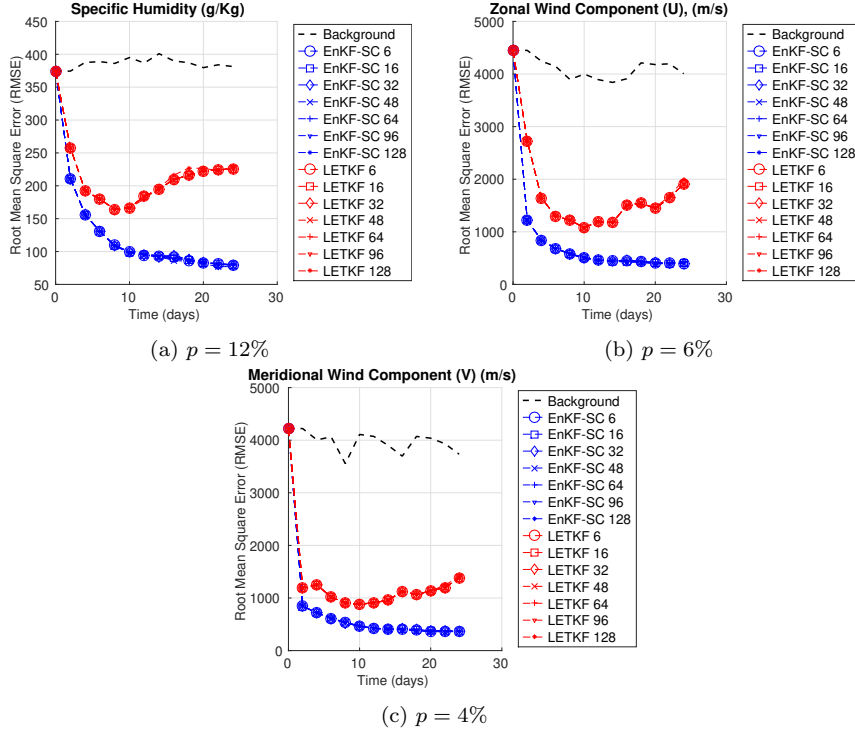 Specific Humidity (g/Kg)
Root Mean Square Error (RMSE)
450
400
350
300
250
200
150
100
50
0
10
20
30
Time (days)
Background
EnKF-SC 6
EnKF-SC 16
EnKF-SC 32
EnKF-SC 48
EnKF-SC 64
EnKF-SC 96
EnKF-SC 128
LETKF 6
LETKF 16
LETKF 32
LETKF 48
LETKF 64
LETKF 96
LETKF 128
(a) p = 12%
Zonal Wind Component (U), (m/s)
Root Mean Square Error (RMSE)
5000
4000
3000
2000
1000
0
0
10
20
30
Time (days)
Background
EnKF-SC 6
EnKF-SC 16
EnKF-SC 32
EnKF-SC 48
EnKF-SC 64
EnKF-SC 96
EnKF-SC 128
LETKF 6
LETKF 16
LETKF 32
LETKF 48
LETKF 64
LETKF 96
LETKF 128
(b) p = 6%
Meridional Wind Component (V) (m/s)
Root Mean Square Error (RMSE)
5000
4000
3000
2000
1000
0
0
10
20
30
Time (days)
Background
EnKF-SC 6
EnKF-SC 16
EnKF-SC 32
EnKF-SC 48
EnKF-SC 64
EnKF-SC 96
EnKF-SC 128
LETKF 6
LETKF 16
LETKF 32
LETKF 48
LETKF 64
LETKF 96
LETKF 128
(c) p = 4%